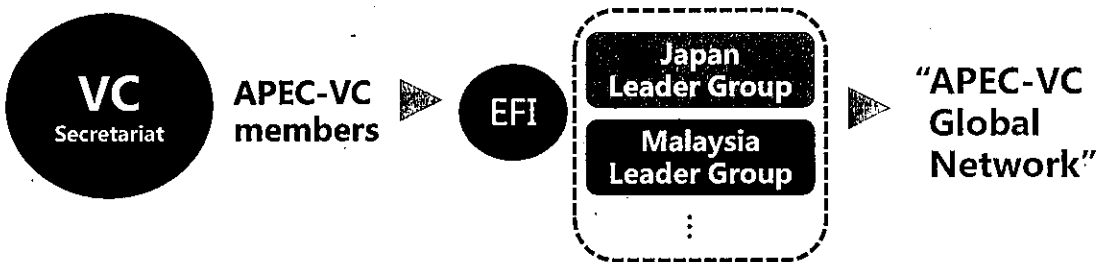 VC
Secretariat
APEC-VC
members
EFI
Japan
Leader Group
Malaysia
Leader Group
⋮
"APEC-VC
Global
Network"